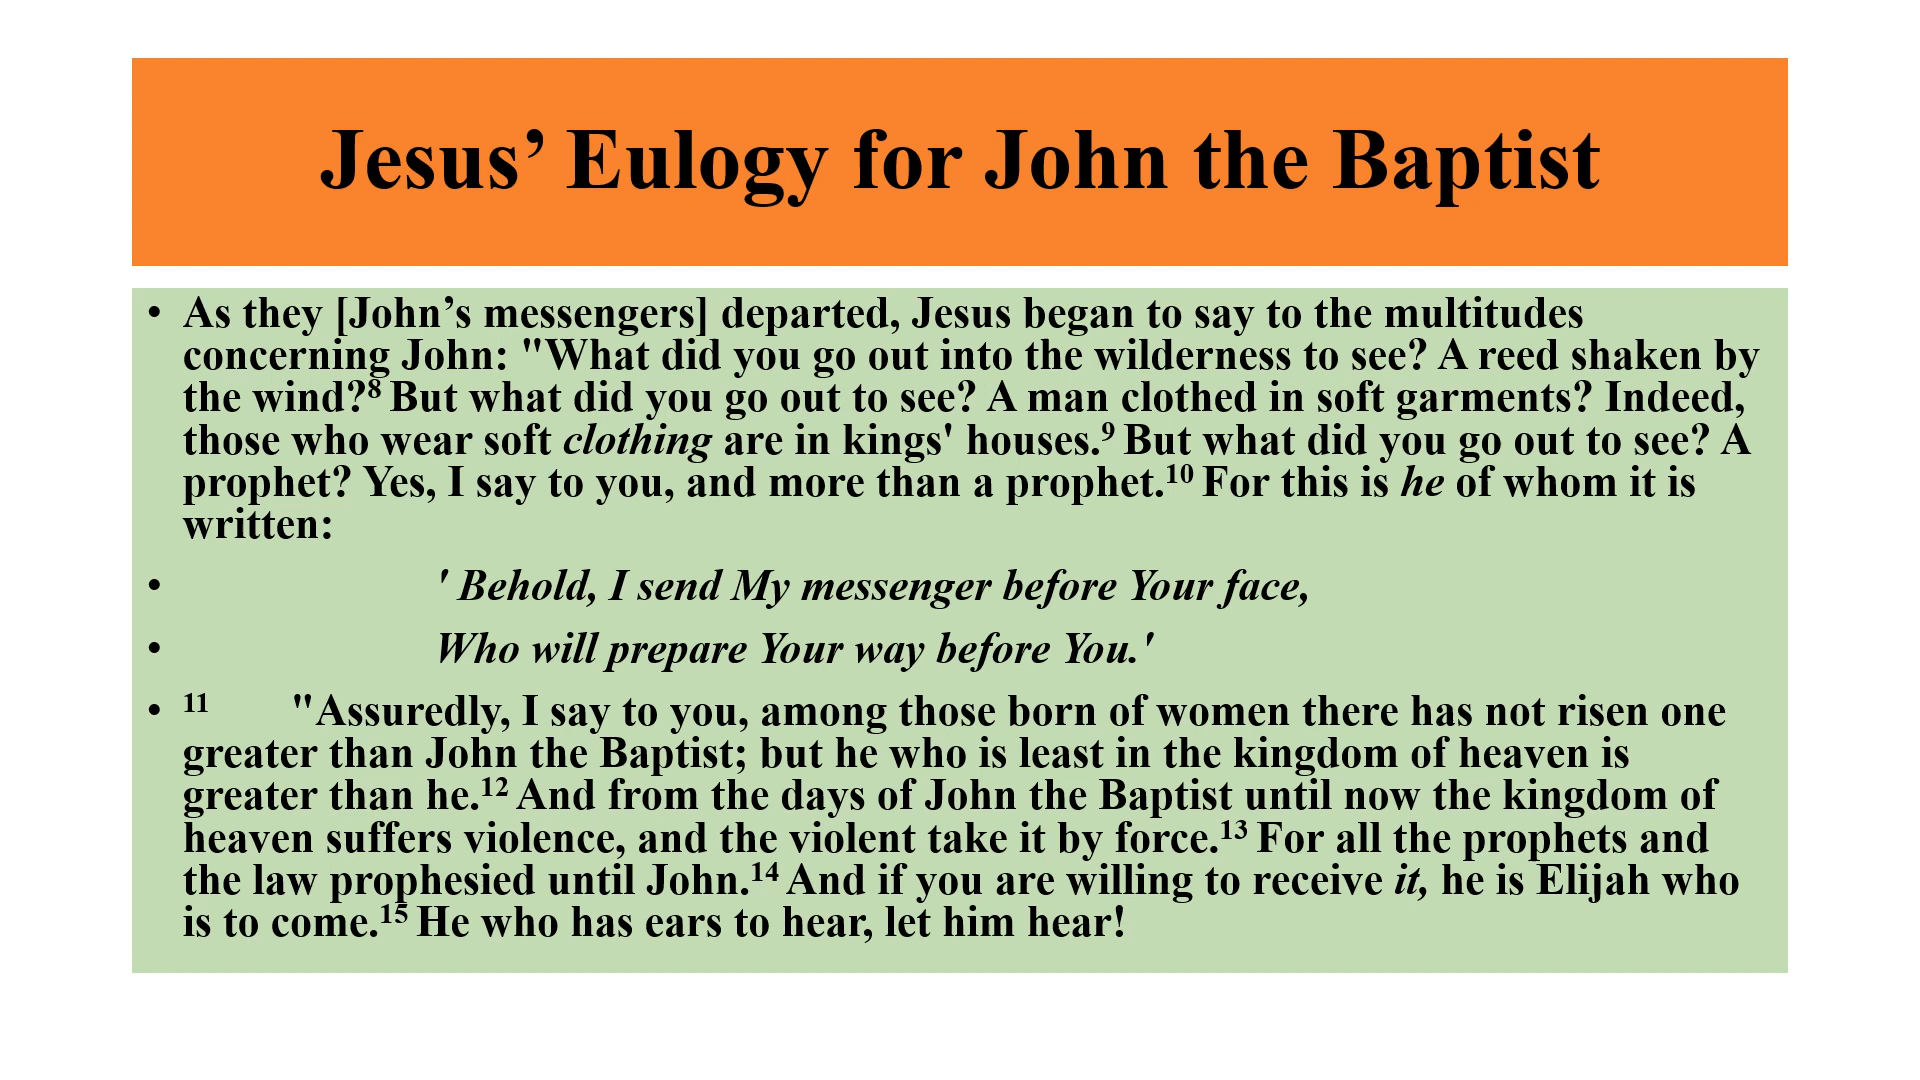 Jesus’ Eulogy for John the Baptist
• As they [John’s messengers] departed, Jesus began to say to the multitudes
concerning John: "What did you go out into the wilderness to see? A reed shaken by
the wind?⁸ But what did you go out to see? A man clothed in soft garments? Indeed,
those who wear soft clothing are in kings' houses.⁹ But what did you go out to see? A
prophet? Yes, I say to you, and more than a prophet.¹⁰ For this is he of whom it is
written:
• ' Behold, I send My messenger before Your face,
• Who will prepare Your way before You.'
• ¹¹ "Assuredly, I say to you, among those born of women there has not risen one
greater than John the Baptist; but he who is least in the kingdom of heaven is
greater than he.¹² And from the days of John the Baptist until now the kingdom of
heaven suffers violence, and the violent take it by force.¹³ For all the prophets and
the law prophesied until John.¹⁴ And if you are willing to receive it, he is Elijah who
is to come.¹⁵ He who has ears to hear, let him hear!